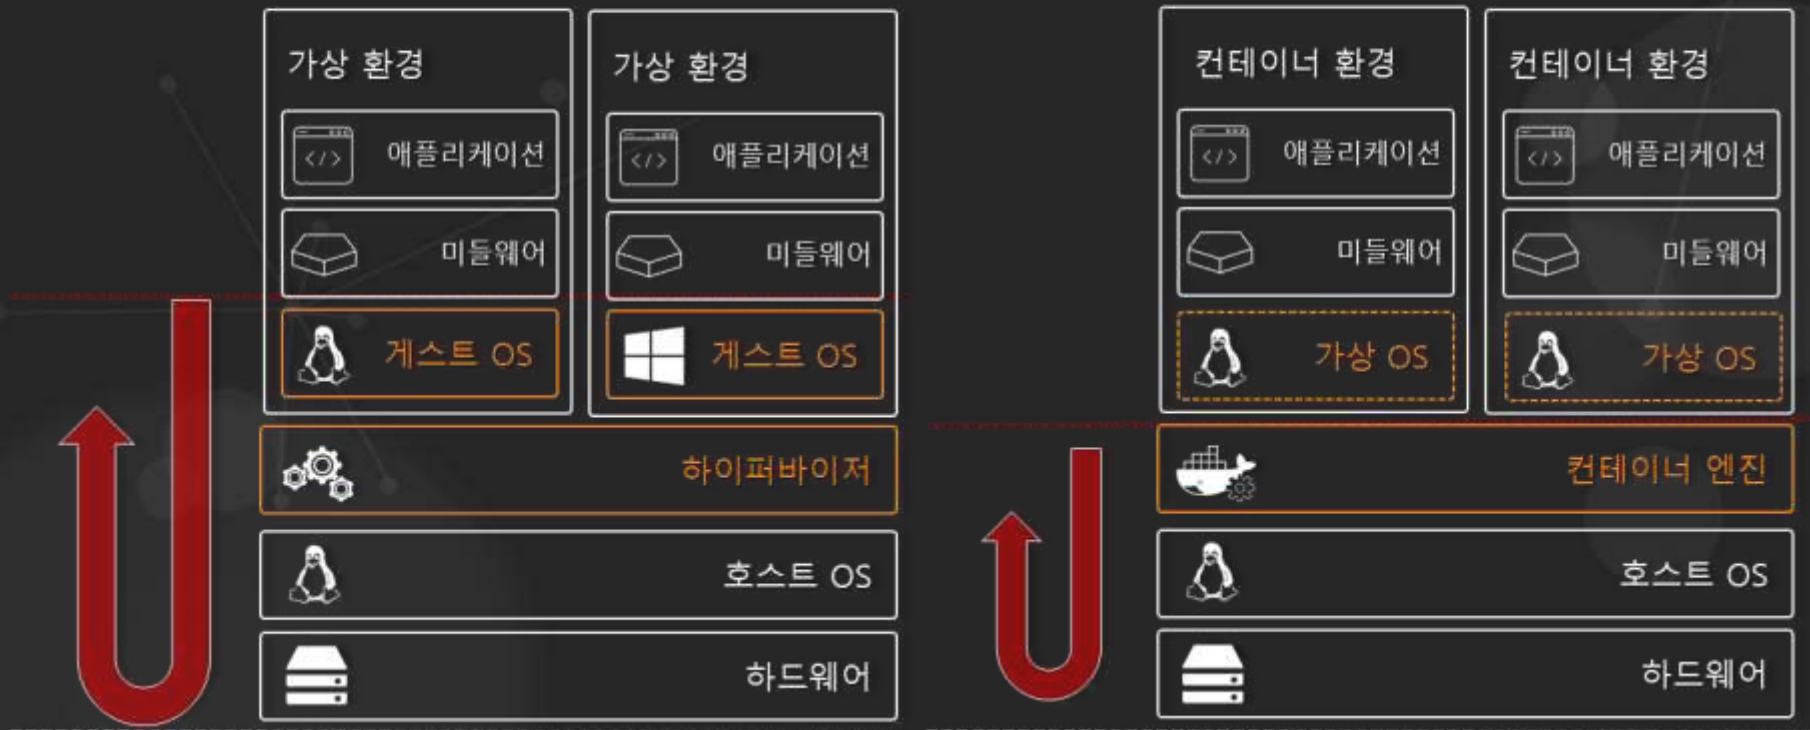 가상 환경
</>
애플리케이션
미들웨어
게스트 OS
가상 환경
</>
애플리케이션
미들웨어
게스트 OS
하이퍼바이저
호스트 OS
하드웨어
컨테이너 환경
</>
애플리케이션
미들웨어
가상 OS
컨테이너 환경
</>
애플리케이션
미들웨어
가상 OS
컨테이너 엔진
호스트 OS
하드웨어